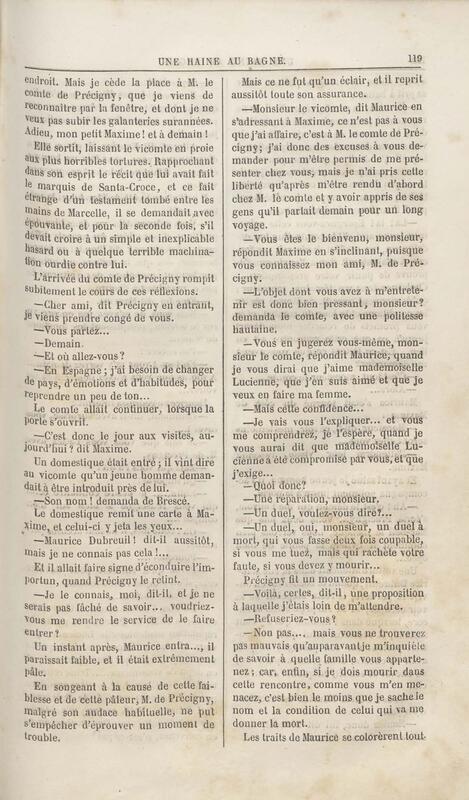 UNE HAINE AU BAGNE.
119
endroit. Mais je cède la place à M. le
comte de Précigny, que je viens de
reconnaître par la fenêtre, et dont je ne
veux pas subir les galanteries surannées.
Adieu, mon petit Maxime! et à demain!
Elle sortit, laissant le vicomte en proie
aux plus horribles tortures. Rapprochant
dans son esprit le récit que lui avait fait
le marquis de Santa-Croce, et ce fait
étrange d'un testament tombé entre les
mains de Marcelle, il se demandait avec
épouvante, et pour la seconde fois, s'il
devait croire à un simple et inexplicable
hasard ou à quelque terrible machina-
tion ourdie contre lui.
L'arrivée du comte de Précigny rompit
subitement le cours de ces réflexions.
—Cher ami, dit Précigny en entrant,
je viens prendre congé de vous.
—Vous partez...
—Demain.
—Et où allez-vous?
—En Espagne; j'ai besoin de changer
de pays, d'émotions et d'habitudes, pour
reprendre un peu de ton...
Le comte allait continuer, lorsque la
porte s'ouvrit.
—C'est donc le jour aux visites, au-
jourd'hui? dit Maxime.
Un domestique était entré; il vint dire
au vicomte qu'un jeune homme deman-
dait à être introduit près de lui.
—Son nom! demanda de Brescé.
Le domestique remit une carte à Ma-
xime, et celui-ci y jeta les yeux...
—Maurice Dubreuil! dit-il aussitôt,
mais je ne connais pas cela!...
Et il allait faire signe d'éconduire l'im-
portun, quand Précigny le retint.
—Je le connais, moi, dit-il, et je ne
serais pas fâché de savoir... voudriez-
vous me rendre le service de le faire
entrer?
Un instant après, Maurice entra..., il
paraissait faible, et il était extrêmement
pâle.
En songeant à la cause de cette fai-
blesse et de cette pâleur, M. de Précigny,
malgré son audace habituelle, ne put
s'empêcher d'éprouver un moment de
trouble.
Mais ce ne fut qu'un éclair, et il reprit
aussitôt toute son assurance.
—Monsieur le vicomte, dit Maurice en
s'adressant à Maxime, ce n'est pas à vous
que j'ai affaire, c'est à M. le comte de Pré-
cigny; j'ai donc des excuses à vous de-
mander pour m'être permis de me pré-
senter chez vous, mais je n'ai pris cette
liberté qu'après m'être rendu d'abord
chez M. le comte et y avoir appris de ses
gens qu'il partait demain pour un long
voyage.
—Vous êtes le bienvenu, monsieur,
répondit Maxime en s'inclinant, puisque
vous connaissez mon ami, M. de Pré-
cigny.
—L'objet dont vous avez à m'entrete-
nir est donc bien pressant, monsieur?
demanda le comte, avec une politesse
hautaine.
—Vous en jugerez vous-même, mon-
sieur le comte, répondit Maurice, quand
je vous dirai que j'aime mademoiselle
Lucienne, que j'en suis aimé et que je
veux en faire ma femme.
—Mais cette confidence...
—Je vais vous l'expliquer... et vous
me comprendrez, je l'espère, quand je
vous aurai dit que mademoiselle Lu-
cienne a été compromise par vous, et que
j'exige...
—Quoi donc?
—Une réparation, monsieur.
—Un duel, voulez-vous dire?...
—Un duel, oui, monsieur, un duel à
mort, qui vous fasse deux fois coupable,
si vous me tuez, mais qui rachète votre
faute, si vous devez y mourir...
Précigny fit un mouvement.
—Voilà, certes, dit-il, une proposition
à laquelle j'étais loin de m'attendre.
—Refuseriez-vous?
—Non pas.... mais vous ne trouverez
pas mauvais qu'auparavant je m'inquiète
de savoir à quelle famille vous apparte-
nez; car, enfin, si je dois mourir dans
cette rencontre, comme vous m'en me-
nacez, c'est bien le moins que je sache le
nom et la condition de celui qui va me
donner la mort.
Les traits de Maurice se colorèrent tout-